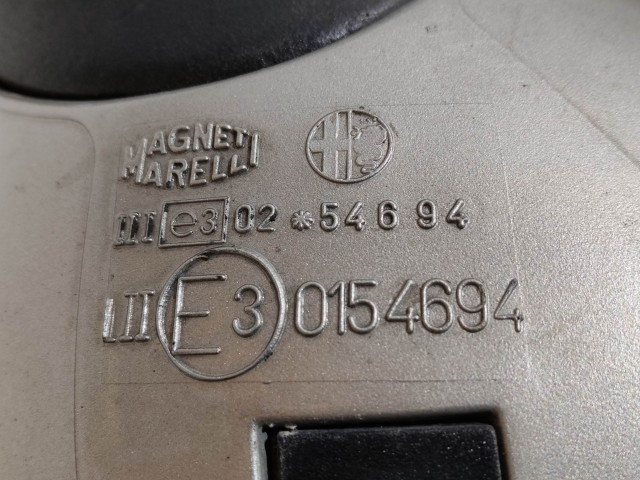 MAGNETI
MARELLI
III e3 02 *54694
III E3 0154694